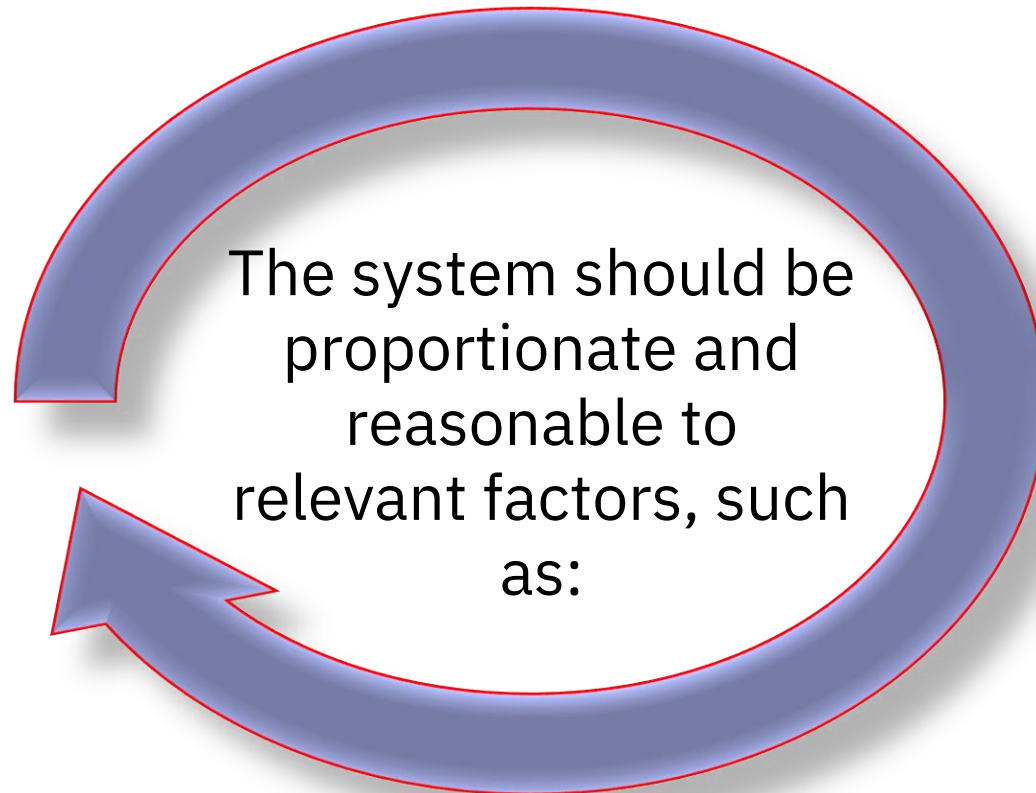 The system should be
proportionate and
reasonable to
relevant factors, such
as: